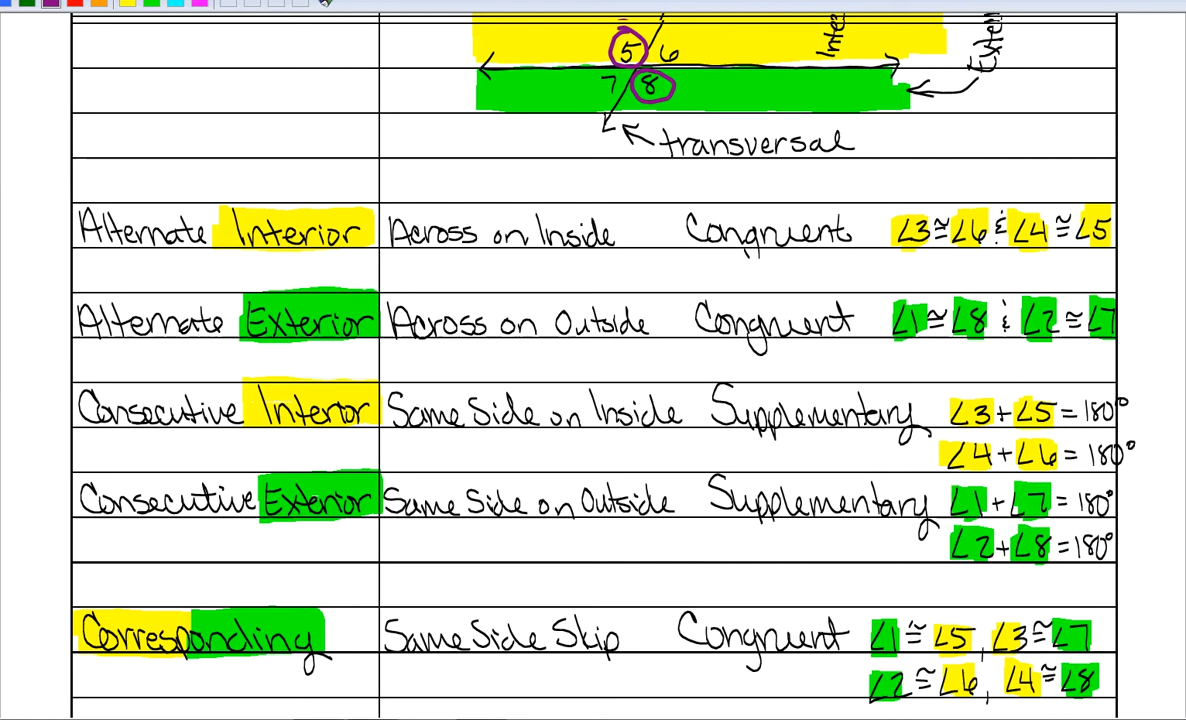 5 6
7 8
transversal
Alternate Interior Across on Inside Congruent ∠3≅∠6 & ∠4≅∠5
Alternate Exterior Across on Outside Congruent ∠1≅∠8 & ∠2≅∠7
Consecutive Interior Same Side on Inside Supplementary ∠3+∠5=180°
∠4+∠6=180°
Consecutive Exterior Same Side on Outside Supplementary ∠1+∠7=180°
∠2+∠8=180°
Corresponding Same Side Skip Congruent ∠1≅∠5, ∠3≅∠7
∠2≅∠6, ∠4≅∠8